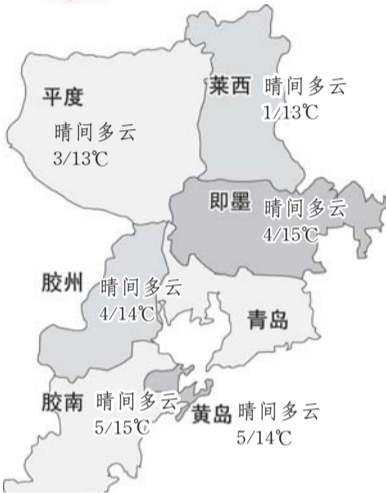 莱西
晴间多云
1/13℃
平度
晴间多云
3/13℃
即墨
晴间多云
4/15℃
胶州
晴间多云
4/14℃
青岛
胶南
晴间多云
5/15℃
黄岛
晴间多云
5/14℃